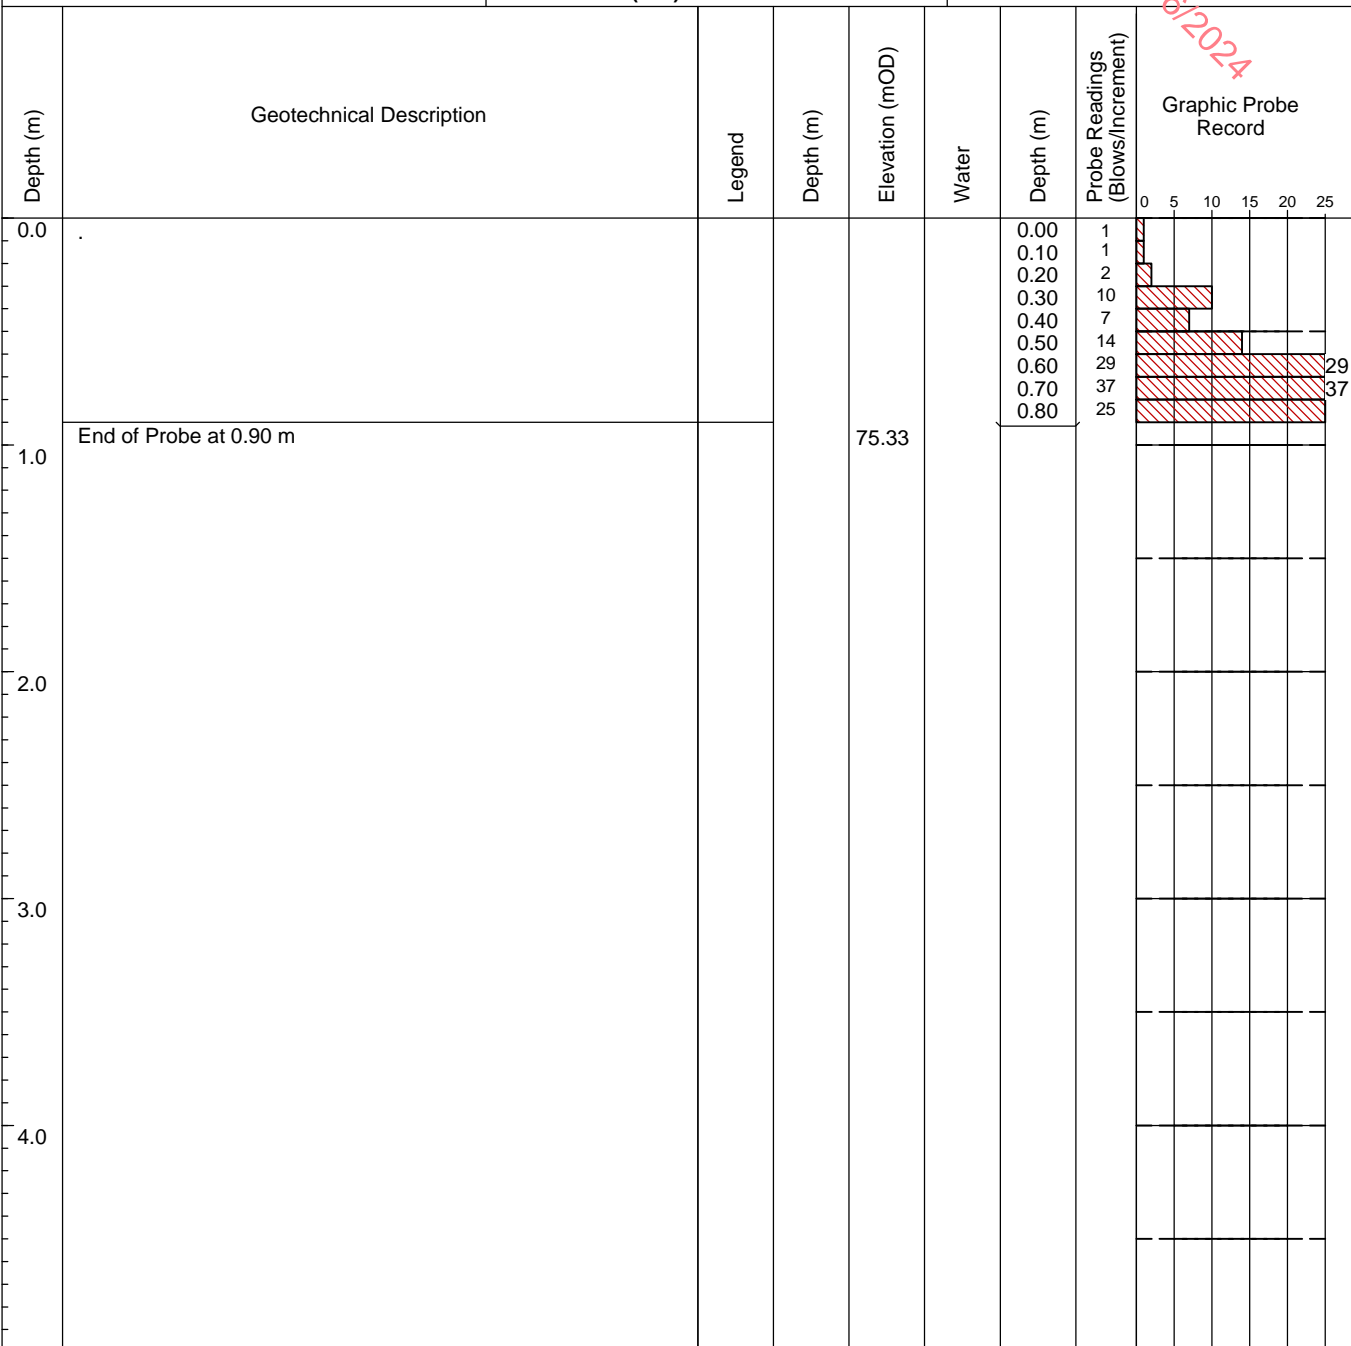 6/2024
Depth (m)
Geotechnical Description
Legend
Depth (m)
Elevation (mOD)
Water
Depth (m)
Probe Readings
(Blows/Increment)
Graphic Probe
Record
0 5 10 15 20 25
0.0 . 0.00 1
0.10 1
0.20 2
0.30 10
0.40 7
0.50 14
0.60 29 29
0.70 37 37
0.80 25
End of Probe at 0.90 m 75.33
1.0
2.0
3.0
4.0